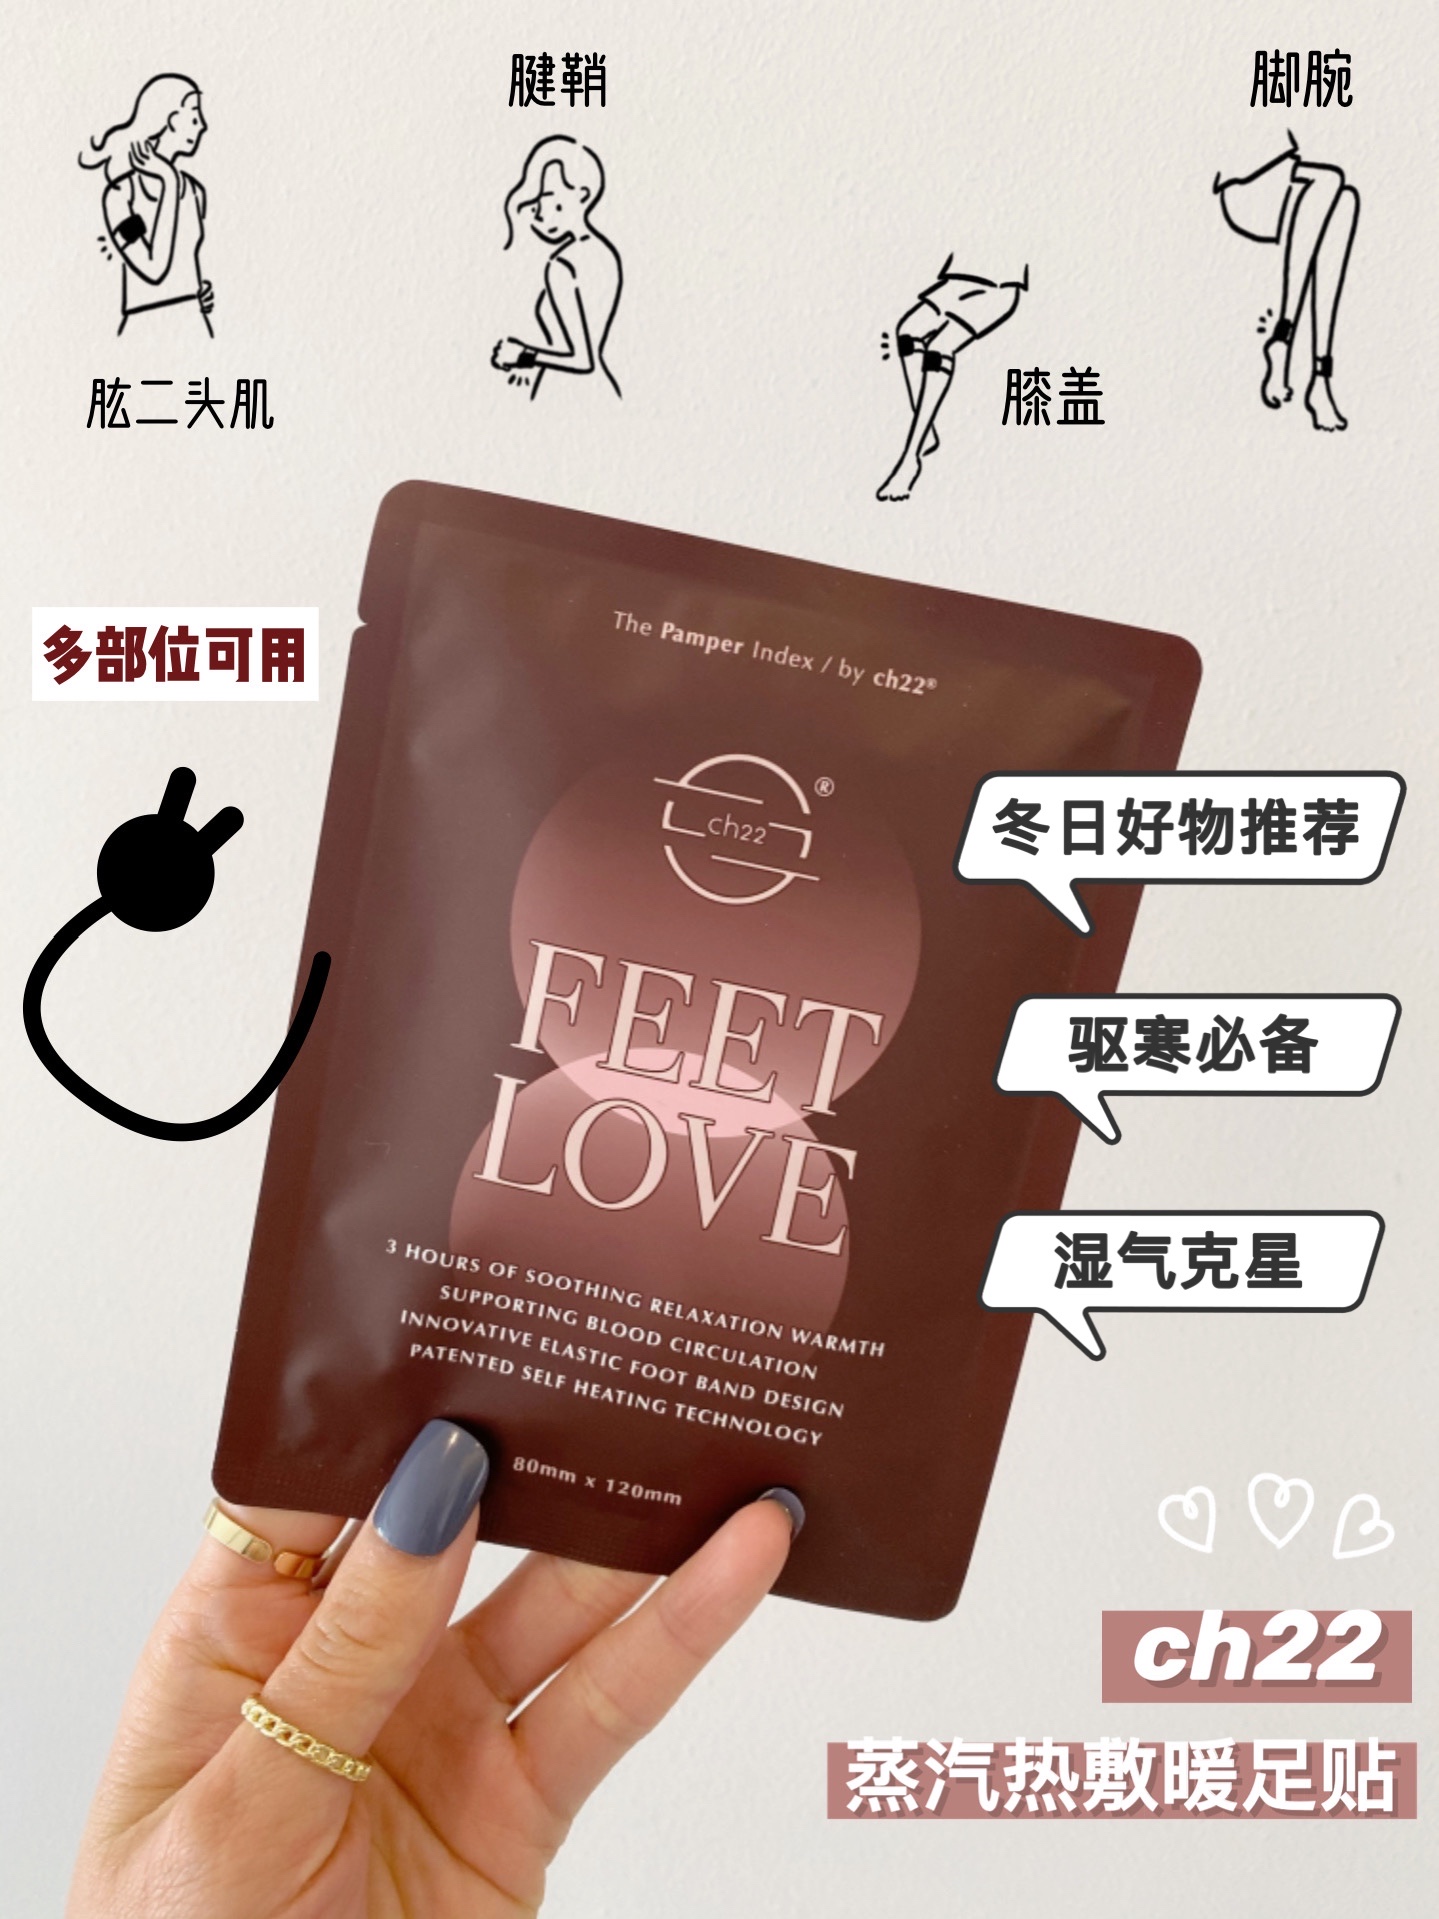 腱鞘
脚腕
肱二头肌
膝盖
多部位可用
The Pamper Index / by ch22®
ch22®
FEET
LOVE
3 HOURS OF SOOTHING RELAXATION WARMTH
SUPPORTING BLOOD CIRCULATION
INNOVATIVE ELASTIC FOOT BAND DESIGN
PATENTED SELF HEATING TECHNOLOGY
80mm x 120mm
冬日好物推荐
驱寒必备
湿气克星
ch22
蒸汽热敷暖足贴